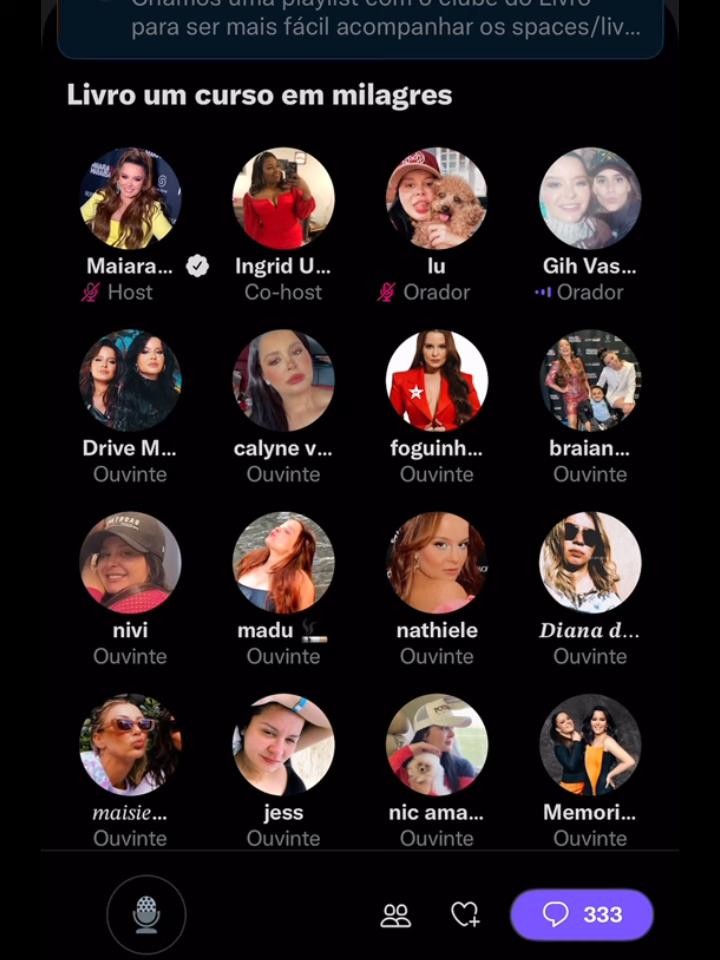 Criamos uma playlist com o clube do Livro
para ser mais fácil acompanhar os spaces/liv...
Livro um curso em milagres
Maiara... Ingrid U... lu Gih Vas...
Host Co-host Orador Orador
Drive M... calyne v... foguinh... braian...
Ouvinte Ouvinte Ouvinte Ouvinte
nivi madu nathiele Diana d...
Ouvinte Ouvinte Ouvinte Ouvinte
maisie... jess nic ama... Memori...
Ouvinte Ouvinte Ouvinte Ouvinte
333